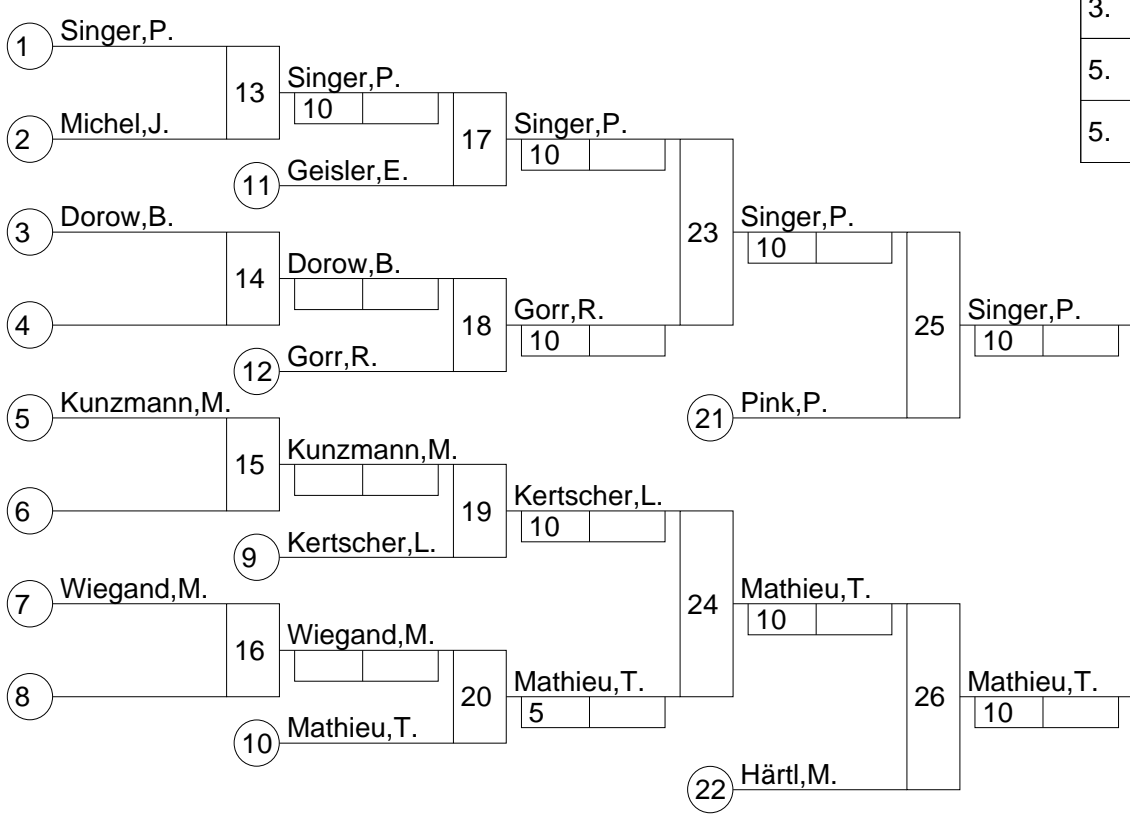 3.
1 Singer,P.
13 Singer,P.
10
5.
2 Michel,J.
17 Singer,P.
10
5.
11 Geisler,E.
3 Dorow,B.
23 Singer,P.
10
14 Dorow,B.
4
18 Gorr,R.
10
25 Singer,P.
10
12 Gorr,R.
5 Kunzmann,M.
21 Pink,P.
15 Kunzmann,M.
6
19 Kertscher,L.
10
9 Kertscher,L.
7 Wiegand,M.
24 Mathieu,T.
10
16 Wiegand,M.
8
20 Mathieu,T.
5
26 Mathieu,T.
10
10 Mathieu,T.
22 Härtl,M.